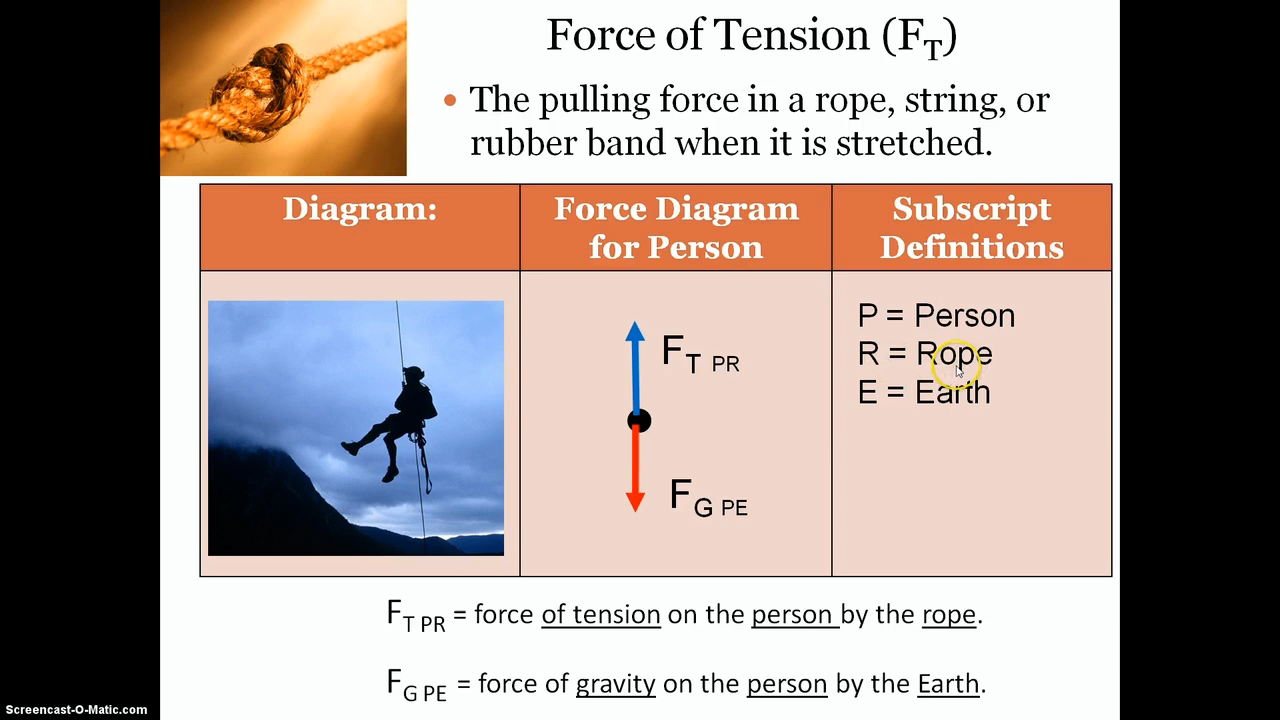 Force of Tension (F_T)
• The pulling force in a rope, string, or
rubber band when it is stretched.
Diagram:
Force Diagram
for Person
Subscript
Definitions
F_T PR
F_G PE
P = Person
R = Rope
E = Earth
F_T PR = force of tension on the person by the rope.
F_G PE = force of gravity on the person by the Earth.
Screencast-O-Matic.com